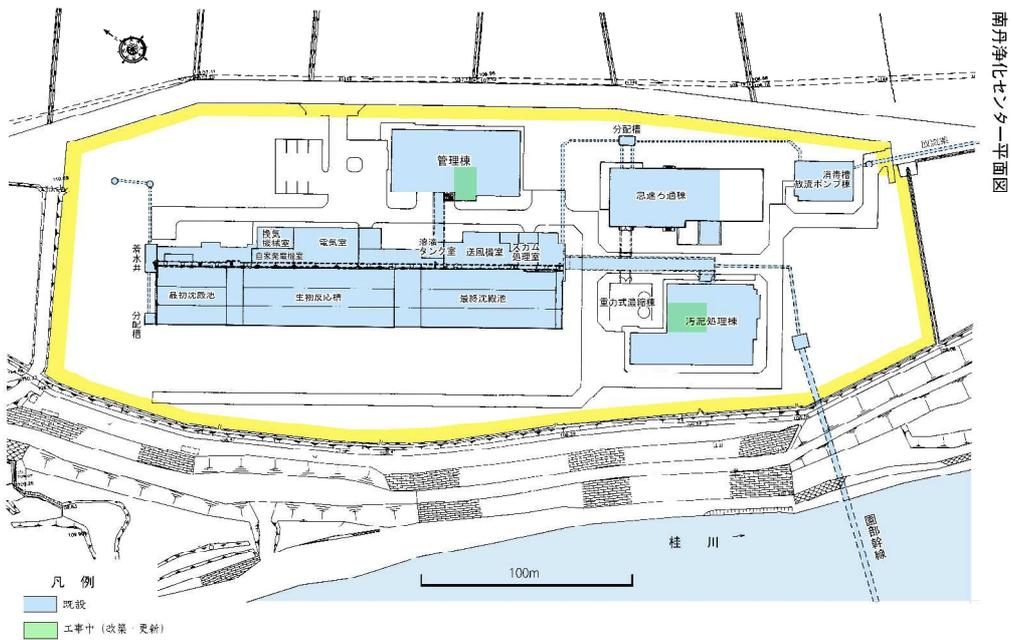 南丹浄化センター平面図
分配槽
放流渠
管理棟
消毒槽
放流ポンプ棟
急速ろ過棟
換気
機械室
電気室
自家発電機室
溶液
タンク室
送風機室
スカム
処理室
着水井
最初沈殿池
生物反応槽
最終沈殿池
重力式濃縮棟
汚泥処理棟
分配槽
園部幹線
桂川
100m
凡例
既設
工事中（改築・更新）